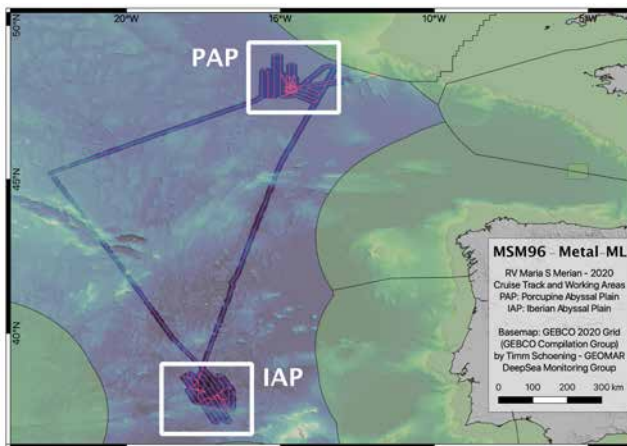 20°W 15°W 10°W 5°W
50°N
PAP
45°N
MSM96 - Metal-ML
RV Maria S Merian - 2020
Cruise Track and Working Areas
PAP: Porcupine Abyssal Plain
IAP: Iberian Abyssal Plain
Basemap: GEBCO 2020 Grid
(GEBCO Compilation Group)
by Timm Schoening - GEOMAR
DeepSea Monitoring Group
0 100 200 300 km
40°N
IAP